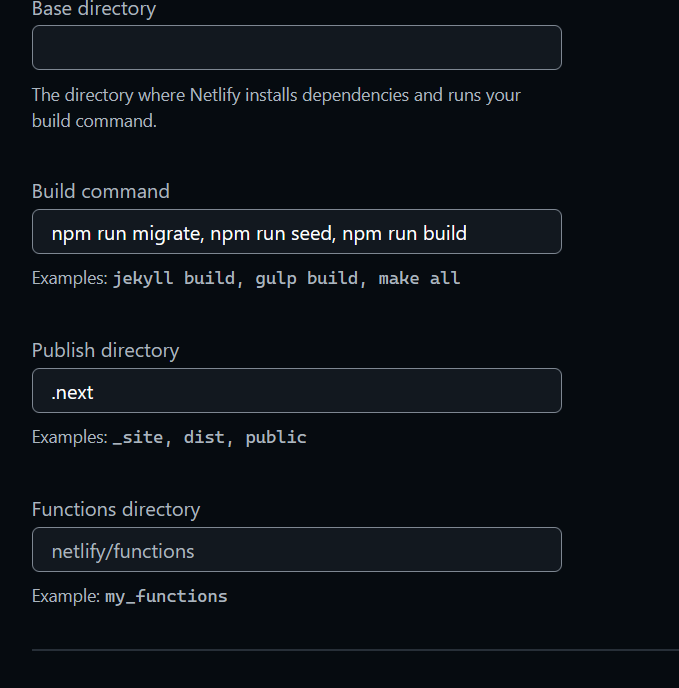 Base directory
The directory where Netlify installs dependencies and runs your
build command.
Build command
npm run migrate, npm run seed, npm run build
Examples: jekyll build, gulp build, make all
Publish directory
.next
Examples: _site, dist, public
Functions directory
netlify/functions
Example: my_functions